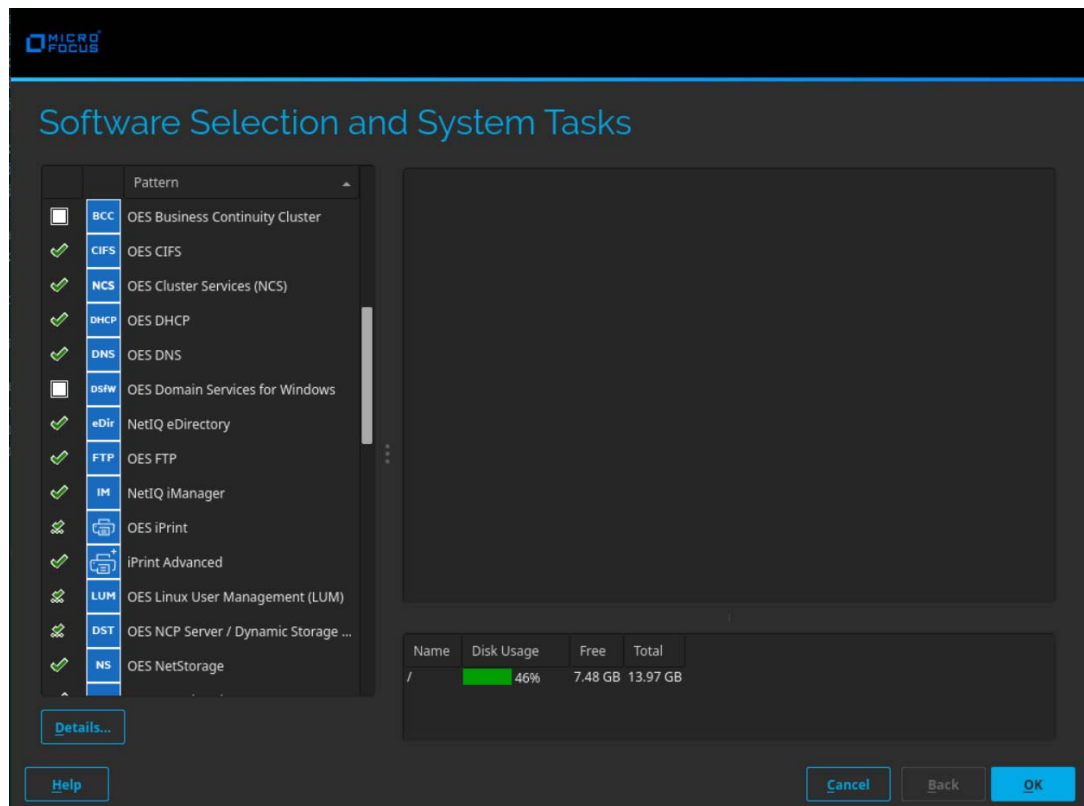 MICRO
FOCUS
Software Selection and System Tasks
Pattern
BCC OES Business Continuity Cluster
CIFS OES CIFS
NCS OES Cluster Services (NCS)
DHCP OES DHCP
DNS OES DNS
DSfW OES Domain Services for Windows
eDir NetIQ eDirectory
FTP OES FTP
IM NetIQ iManager
OES iPrint
iPrint Advanced
LUM OES Linux User Management (LUM)
DST OES NCP Server / Dynamic Storage ...
NS OES NetStorage
Name Disk Usage Free Total
/ 46% 7.48 GB 13.97 GB
Details...
Help Cancel Back OK